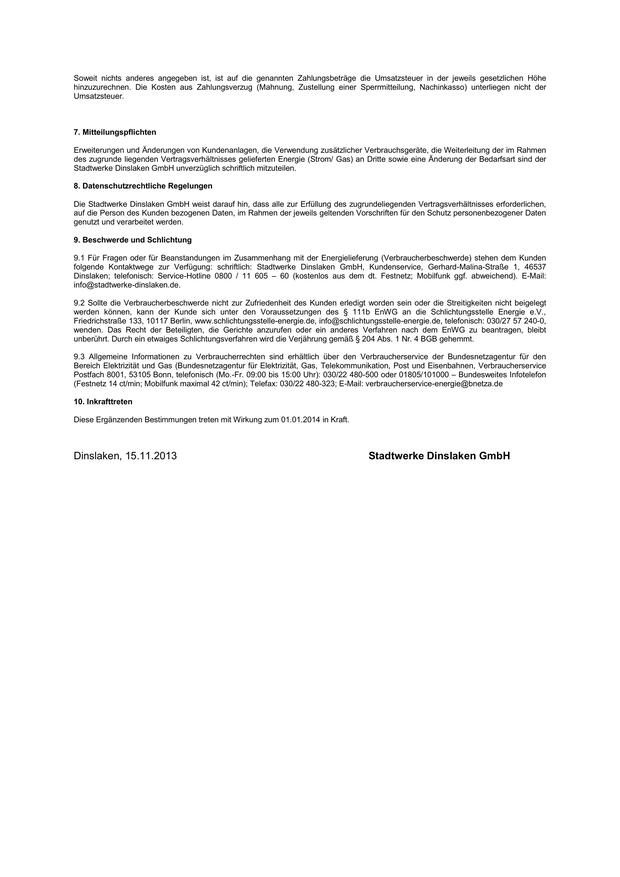 Soweit nichts anderes angegeben ist, ist auf die genannten Zahlungsbeträge die Umsatzsteuer in der jeweils gesetzlichen Höhe
hinzuzurechnen. Die Kosten aus Zahlungsverzug (Mahnung, Zustellung einer Sperrmitteilung, Nachinkasso) unterliegen nicht der
Umsatzsteuer.
7. Mitteilungspflichten
Erweiterungen und Änderungen von Kundenanlagen, die Verwendung zusätzlicher Verbrauchsgeräte, die Weiterleitung der im Rahmen
des zugrunde liegenden Vertragsverhältnisses gelieferten Energie (Strom/ Gas) an Dritte sowie eine Änderung der Bedarfsart sind der
Stadtwerke Dinslaken GmbH unverzüglich schriftlich mitzuteilen.
8. Datenschutzrechtliche Regelungen
Die Stadtwerke Dinslaken GmbH weist darauf hin, dass alle zur Erfüllung des zugrundeliegenden Vertragsverhältnisses erforderlichen,
auf die Person des Kunden bezogenen Daten, im Rahmen der jeweils geltenden Vorschriften für den Schutz personenbezogener Daten
genutzt und verarbeitet werden.
9. Beschwerde und Schlichtung
9.1 Für Fragen oder für Beanstandungen im Zusammenhang mit der Energielieferung (Verbraucherbeschwerde) stehen dem Kunden
folgende Kontaktwege zur Verfügung: schriftlich: Stadtwerke Dinslaken GmbH, Kundenservice, Gerhard-Malina-Straße 1, 46537
Dinslaken; telefonisch: Service-Hotline 0800 / 11 605 – 60 (kostenlos aus dem dt. Festnetz; Mobilfunk ggf. abweichend). E-Mail:
info@stadtwerke-dinslaken.de.
9.2 Sollte die Verbraucherbeschwerde nicht zur Zufriedenheit des Kunden erledigt worden sein oder die Streitigkeiten nicht beigelegt
werden können, kann der Kunde sich unter den Voraussetzungen des § 111b EnWG an die Schlichtungsstelle Energie e.V.,
Friedrichstraße 133, 10117 Berlin, www.schlichtungsstelle-energie.de, info@schlichtungsstelle-energie.de, telefonisch: 030/27 57 240-0,
wenden. Das Recht der Beteiligten, die Gerichte anzurufen oder ein anderes Verfahren nach dem EnWG zu beantragen, bleibt
unberührt. Durch ein etwaiges Schlichtungsverfahren wird die Verjährung gemäß § 204 Abs. 1 Nr. 4 BGB gehemmt.
9.3 Allgemeine Informationen zu Verbraucherrechten sind erhältlich über den Verbraucherservice der Bundesnetzagentur für den
Bereich Elektrizität und Gas (Bundesnetzagentur für Elektrizität, Gas, Telekommunikation, Post und Eisenbahnen, Verbraucherservice
Postfach 8001, 53105 Bonn, telefonisch (Mo.-Fr. 09:00 bis 15:00 Uhr): 030/22 480-500 oder 01805/101000 – Bundesweites Infotelefon
(Festnetz 14 ct/min; Mobilfunk maximal 42 ct/min); Telefax: 030/22 480-323; E-Mail: verbraucherservice-energie@bnetza.de
10. Inkrafttreten
Diese Ergänzenden Bestimmungen treten mit Wirkung zum 01.01.2014 in Kraft.
Dinslaken, 15.11.2013 Stadtwerke Dinslaken GmbH